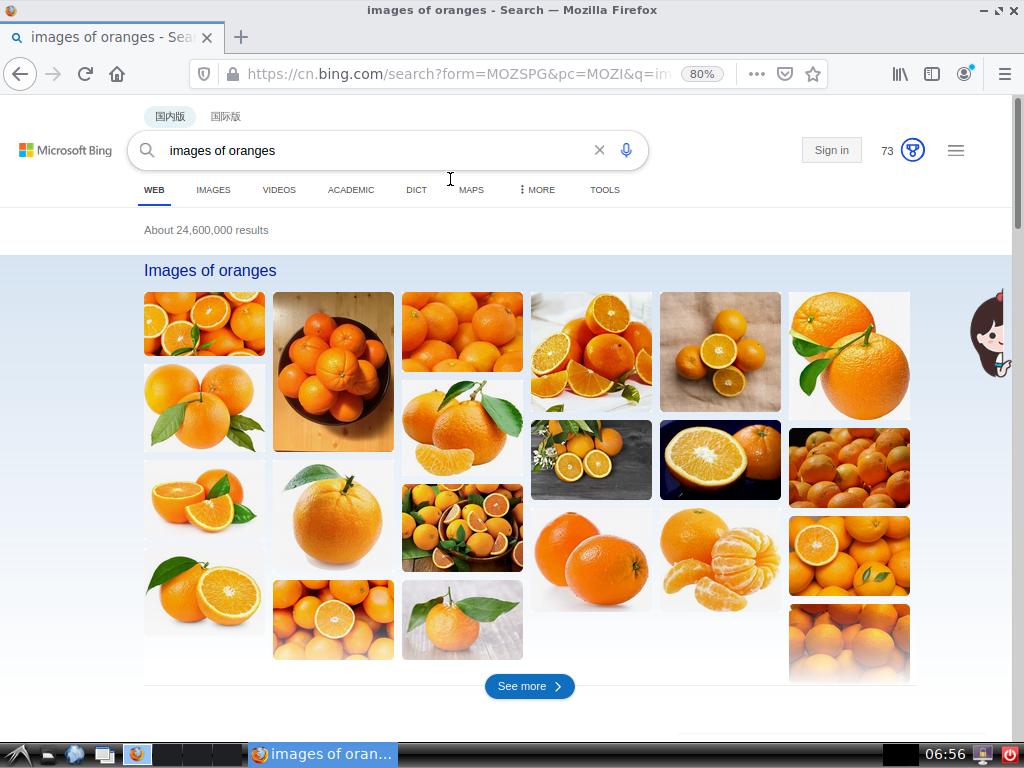 images of oranges - Search — Mozilla Firefox
images of oranges - Sea
https://cn.bing.com/search?form=MOZSPG&pc=MOZI&q=im
80%
国内版 国际版
Microsoft Bing
images of oranges
Sign in
73
WEB IMAGES VIDEOS ACADEMIC DICT MAPS MORE TOOLS
About 24,600,000 results
Images of oranges
See more
images of oran...
06:56